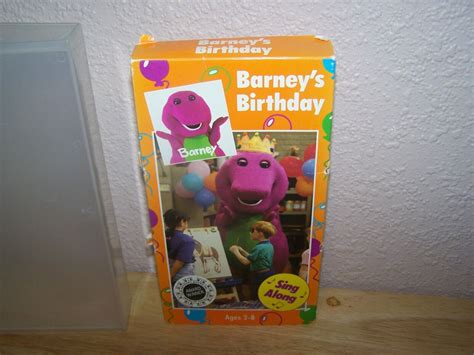 Barney's
Birthday
Barney's
Birthday
Barney
Sing
Along
Ages 2-8